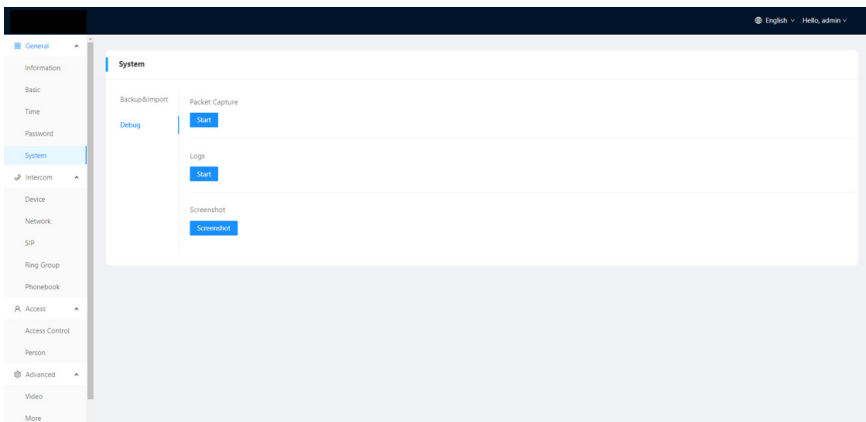 English
Hello, admin
General
Information
Basic
Time
Password
System
Intercom
Device
Network
SIP
Ring Group
Phonebook
Access
Access Control
Person
Advanced
Video
More
System
Backup&Import
Debug
Packet Capture
Start
Logs
Start
Screenshot
Screenshot